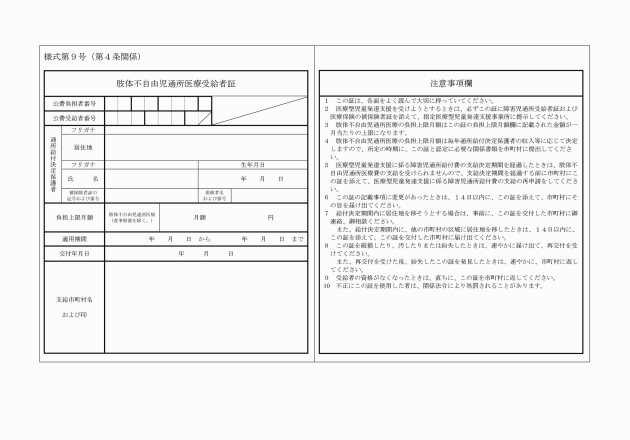 様式第９号（第４条関係）
肢体不自由児通所医療受給者証
公費負担者番号
公費受給者番号
通所給付決定保護者
フリガナ
居住地
フリガナ
生年月日
氏　名
年　月　日
被保険者証の
記号および番号
保険者名
および番号
負担上限月額
肢体不自由児通所医療
（食事療養を除く。）
月額
円
適用期間
年　月　日　から　年　月　日　まで
交付年月日
年　月　日
支給市町村名
および印
注意事項欄
1　この証は、各面をよく読んで大切に持っていてください。
2　医療型児童発達支援を受けようとするときは、必ずこの証に障害児通所受給者証および
医療保険の被保険者証を添えて、指定医療型児童発達支援事業所に提示してください。
3　肢体不自由児通所医療の負担上限月額はこの証の負担上限月額欄に記載された金額が一
月当たりの上限になります。
4　肢体不自由児通所医療の負担上限月額は毎年通所給付決定保護者の収入等に応じて決定
しますので、所定の時期に、この証と認定に必要な関係書類を市町村に提出してくださ
い。
5　医療型児童発達支援に係る障害児通所給付費の支給決定期間を経過したときは、肢体不
自由児通所医療費の支給を受けられませんので、支給決定期間を経過する前に市町村にこ
の証を添えて、医療型児童発達支援に係る障害児通所給付費の支給の再申請をしてくださ
い。
6　この証の記載事項に変更があったときは、１４日以内に、この証を添えて、市町村にそ
の旨を届け出てください。
7　給付決定期間内に居住地を移そうとする場合は、事前に、この証を交付した市町村に御
連絡、御相談ください。
また、給付決定期間内に、他の市町村の区域に居住地を移したときは、１４日以内に、
この証を添えて、この証を交付した市町村に届け出てください。
8　この証を破損したり、汚したりまたは紛失したときは、速やかに届け出て、再交付を受
けてください。
また、再交付を受けた後、紛失したこの証を発見したときは、速やかに、市町村に返し
てください。
9　受給者の資格がなくなったときは、直ちに、この証を市町村に返してください。
10　不正にこの証を使用した者は、関係法令により処罰されることがあります。